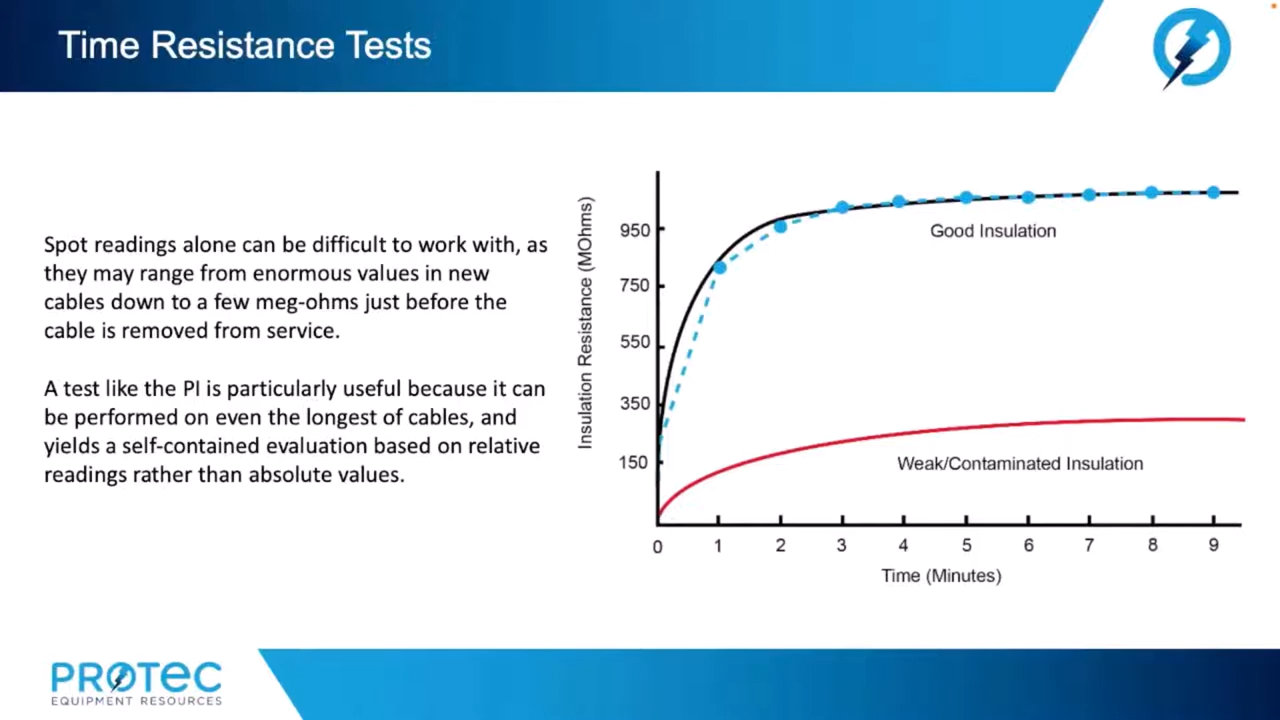 Time Resistance Tests
Spot readings alone can be difficult to work with, as
they may range from enormous values in new
cables down to a few meg-ohms just before the
cable is removed from service.
A test like the PI is particularly useful because it can
be performed on even the longest of cables, and
yields a self-contained evaluation based on relative
readings rather than absolute values.
Insulation Resistance (MOhms)
950
750
550
350
150
Good Insulation
Weak/Contaminated Insulation
0 1 2 3 4 5 6 7 8 9
Time (Minutes)
PROTEC
EQUIPMENT RESOURCES